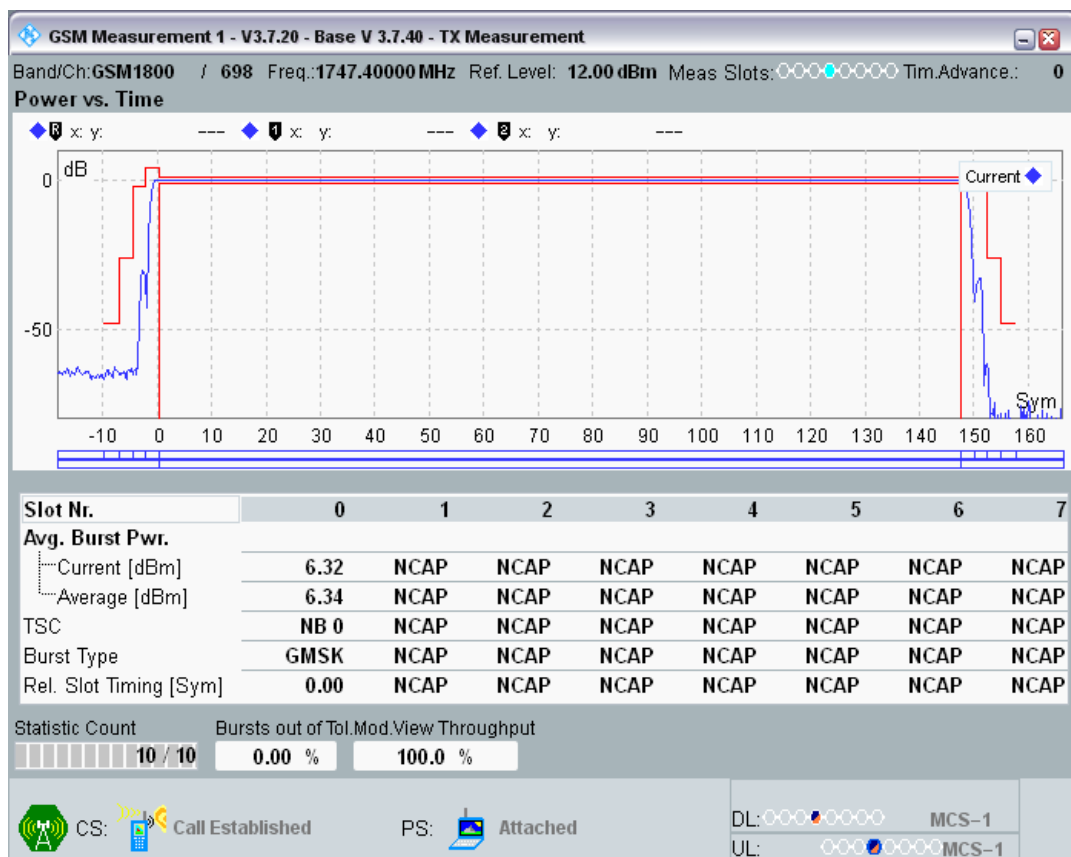 GSM Measurement 1 - V3.7.20 - Base V 3.7.40 - TX Measurement
Band/Ch:GSM1800 / 698 Freq.:1747.40000 MHz Ref. Level: 12.00 dBm Meas Slots: Tim.Advance.: 0
Power vs. Time
R x: y: --- 1 x: y: --- 2 x: y: ---
dB
Current
0
-50
Sym
-10 0 10 20 30 40 50 60 70 80 90 100 110 120 130 140 150 160
Slot Nr. 0 1 2 3 4 5 6 7
Avg. Burst Pwr.
Current [dBm] 6.32 NCAP NCAP NCAP NCAP NCAP NCAP NCAP
Average [dBm] 6.34 NCAP NCAP NCAP NCAP NCAP NCAP NCAP
TSC NB 0 NCAP NCAP NCAP NCAP NCAP NCAP NCAP
Burst Type GMSK NCAP NCAP NCAP NCAP NCAP NCAP NCAP
Rel. Slot Timing [Sym] 0.00 NCAP NCAP NCAP NCAP NCAP NCAP NCAP
Statistic Count Bursts out of Tol. Mod.View Throughput
10 / 10 0.00 % 100.0 %
CS: Call Established PS: Attached
DL: MCS-1
UL: MCS-1